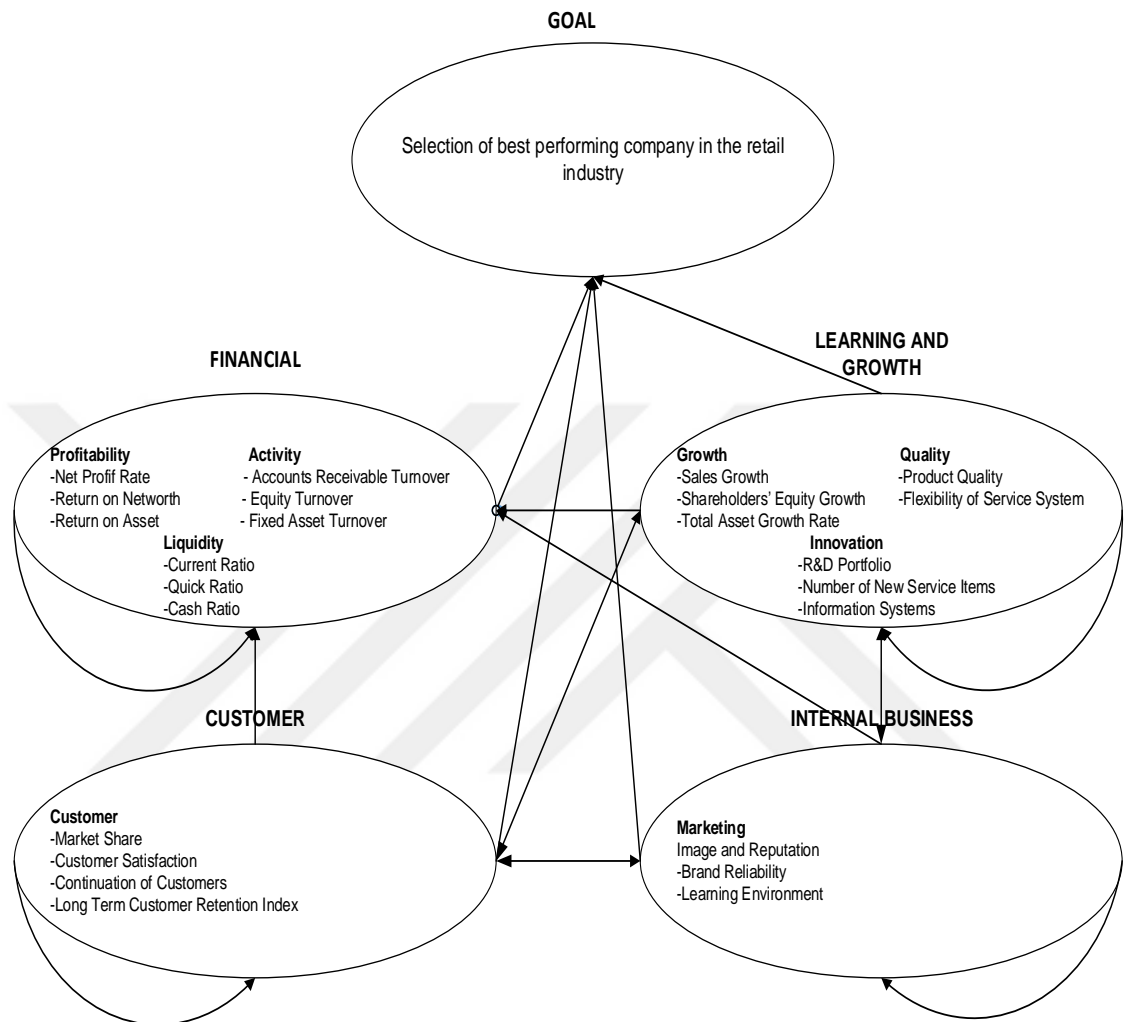 GOAL
Selection of best performing company in the retail
industry
FINANCIAL
LEARNING AND
GROWTH
Profitability
-Net Profif Rate
-Return on Networth
-Return on Asset
Activity
- Accounts Receivable Turnover
- Equity Turnover
- Fixed Asset Turnover
Liquidity
-Current Ratio
-Quick Ratio
-Cash Ratio
Growth
-Sales Growth
-Shareholders' Equity Growth
-Total Asset Growth Rate
Quality
-Product Quality
-Flexibility of Service System
Innovation
-R&D Portfolio
-Number of New Service Items
-Information Systems
CUSTOMER
INTERNAL BUSINESS
Customer
-Market Share
-Customer Satisfaction
-Continuation of Customers
-Long Term Customer Retention Index
Marketing
Image and Reputation
-Brand Reliability
-Learning Environment